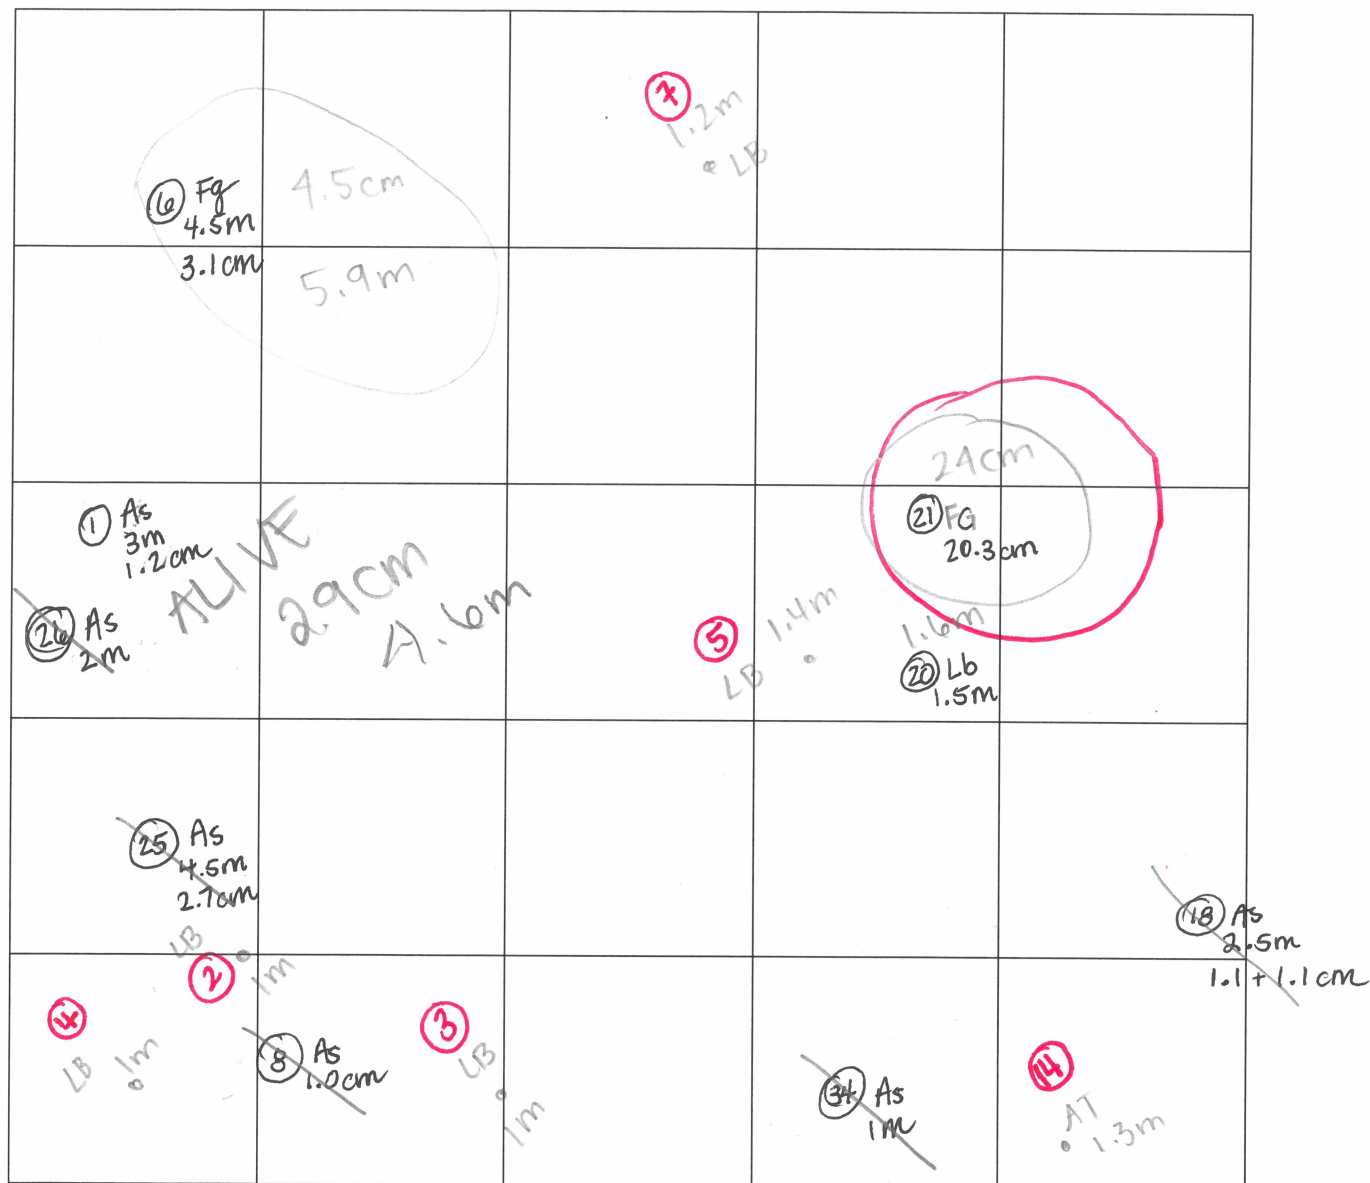 7
1.2m
LB
6 Fg
4.5m
3.1cm
4.5cm
5.9m
24cm
21 FG
20.3cm
1 As
3m
1.2cm
ALIVE
2.9cm
A.6m
26 As
2m
5
LB
1.4m
1.6m
20 Lb
1.5m
25 As
4.5m
2.7cm
18 As
2.5m
1.1 + 1.1cm
LB
2
1m
4
LB
1m
8 As
1.0cm
3
LB
1m
34 As
1m
14
AT
1.3m